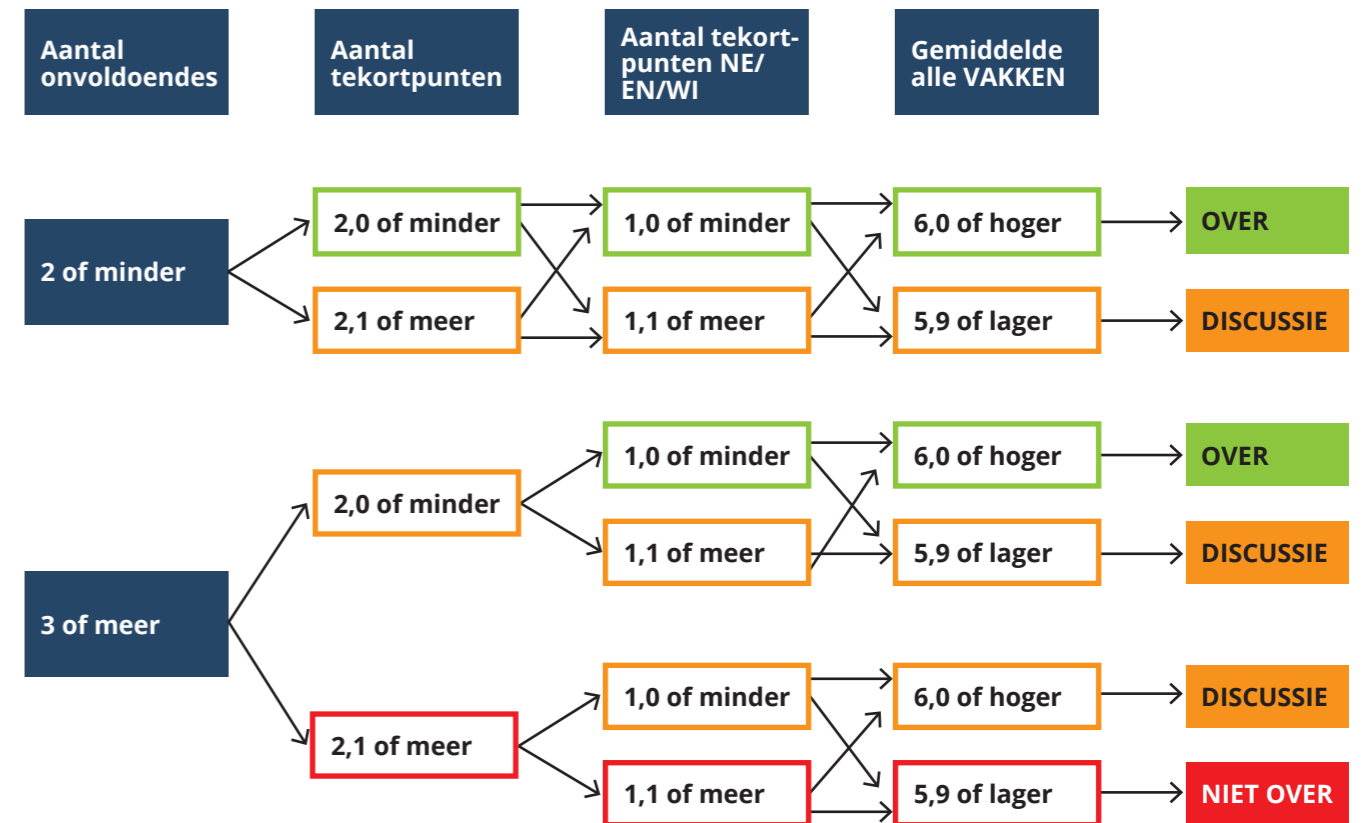 Aantal
onvoldoendes
Aantal
tekortpunten
Aantal tekort-
punten NE/
EN/WI
Gemiddelde
alle VAKKEN
2 of minder
2,0 of minder
1,0 of minder
6,0 of hoger
OVER
2,1 of meer
1,1 of meer
5,9 of lager
DISCUSSIE
3 of meer
2,0 of minder
1,0 of minder
6,0 of hoger
OVER
1,1 of meer
5,9 of lager
DISCUSSIE
2,1 of meer
1,0 of minder
6,0 of hoger
DISCUSSIE
1,1 of meer
5,9 of lager
NIET OVER